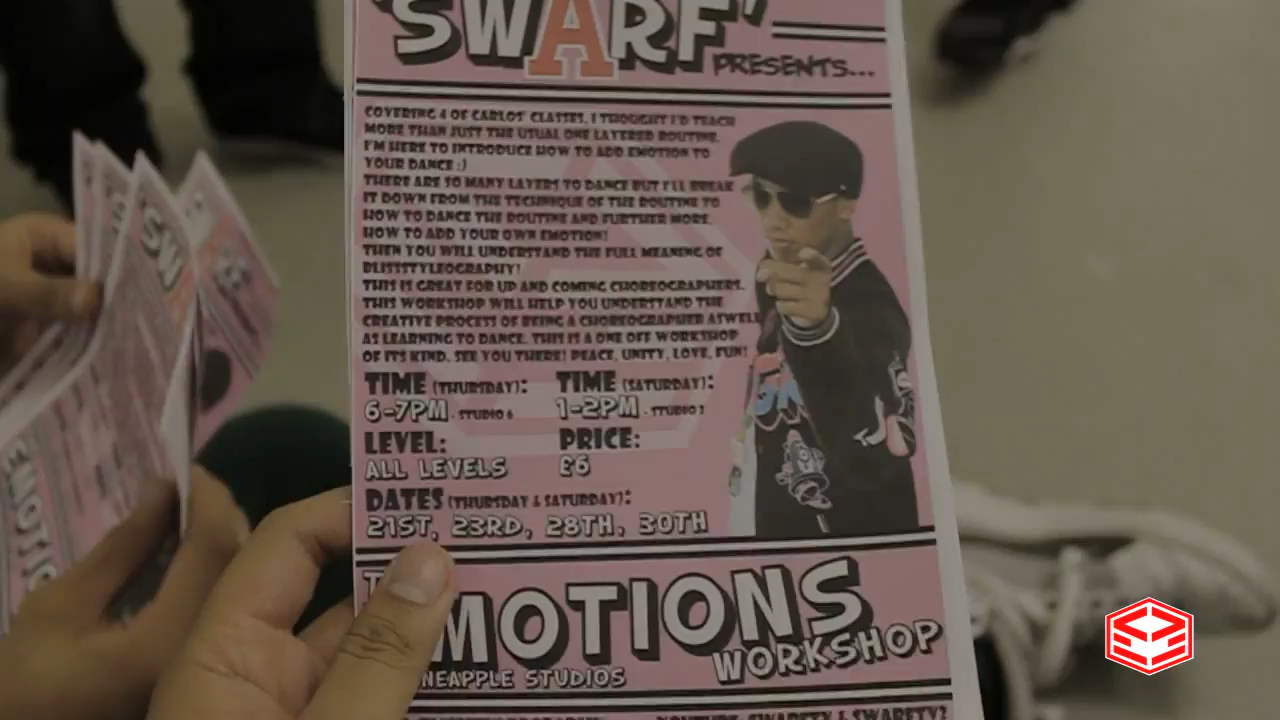 'SWARF'
PRESENTS...
COVERING 4 OF CARLOS' CLASSES, I THOUGHT I'D TEACH
MORE THAN JUST THE USUAL ONE LAYERED ROUTINE.
I'M HERE TO INTRODUCE HOW TO ADD EMOTION TO
YOUR DANCE :)
THERE ARE SO MANY LAYERS TO DANCE BUT I'LL BREAK
IT DOWN FROM THE TECHNIQUE OF THE ROUTINE TO
HOW TO DANCE THE ROUTINE AND FURTHER MORE,
HOW TO ADD YOUR OWN EMOTION!
THEN YOU WILL UNDERSTAND THE FULL MEANING OF
BLISSSTYLEOGRAPHY!
THIS IS GREAT FOR UP AND COMING CHOREOGRAPHERS.
THIS WORKSHOP WILL HELP YOU UNDERSTAND THE
CREATIVE PROCESS OF BEING A CHOREOGRAPHER ASWELL
AS LEARNING TO DANCE. THIS IS A ONE OFF WORKSHOP
OF ITS KIND. SEE YOU THERE! PEACE, UNITY, LOVE, FUN!
TIME (THURSDAY): TIME (SATURDAY):
6-7PM - STUDIO 6 1-2PM - STUDIO
LEVEL: PRICE:
ALL LEVELS £6
DATES (THURSDAY & SATURDAY):
21ST, 23RD, 28TH, 30TH
EMOTIONS
WORKSHOP
NEAPPLE STUDIOS
YOUTUBE: SWARFTV & SWARFTV2
SW
EMOTIO